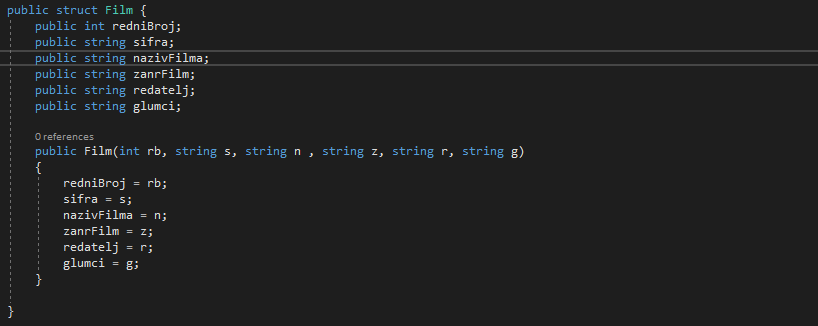 public struct Film {
public int redniBroj;
public string sifra;
public string nazivFilma;
public string zanrFilm;
public string redatelj;
public string glumci;
0 references
public Film(int rb, string s, string n , string z, string r, string g)
{
redniBroj = rb;
sifra = s;
nazivFilma = n;
zanrFilm = z;
redatelj = r;
glumci = g;
}
}